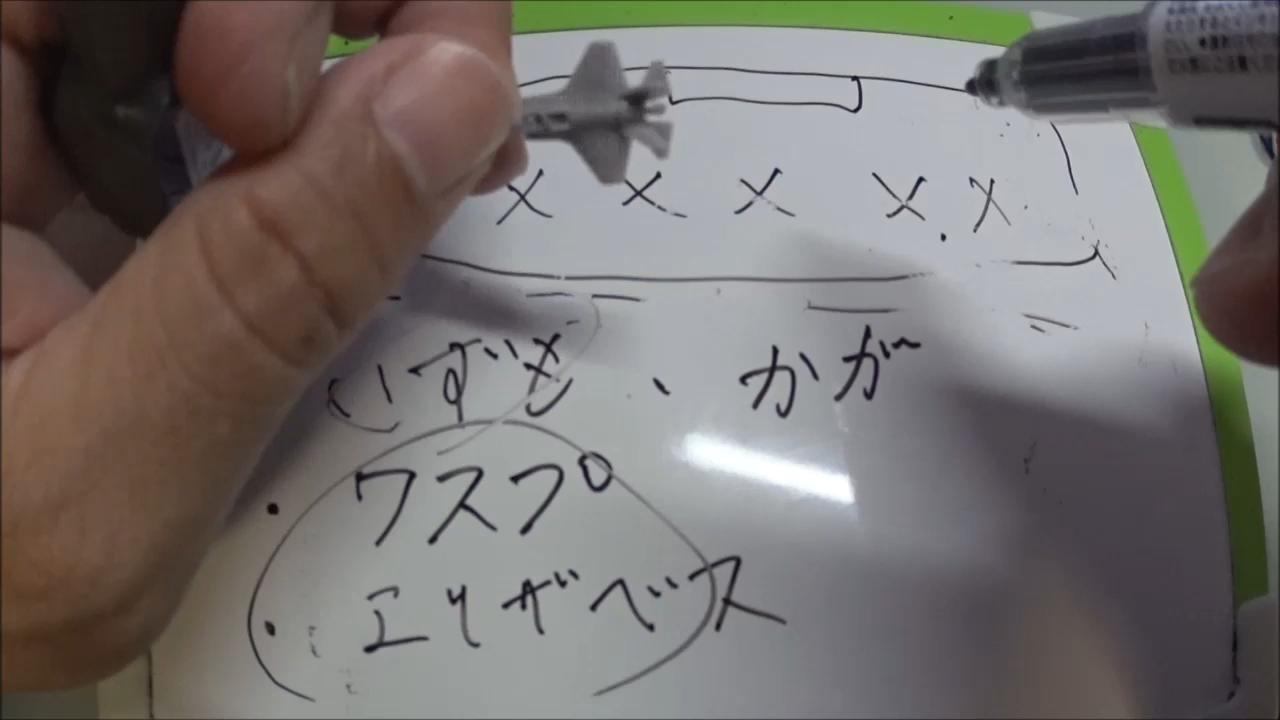 × × × × ×
いずも、かが
・ワスプ
・エリザベス